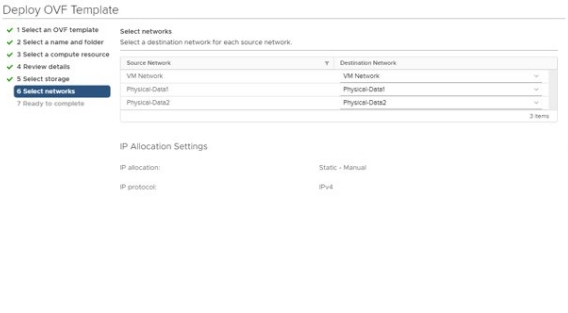 Deploy OVF Template
1 Select an OVF template
2 Select a name and folder
3 Select a compute resource
4 Review details
5 Select storage
6 Select networks
7 Ready to complete
Select networks
Select a destination network for each source network.
Source Network Destination Network
VM Network VM Network
Physical-Data1 Physical-Data1
Physical-Data2 Physical-Data2
3 items
IP Allocation Settings
IP allocation: Static - Manual
IP protocol: IPv4